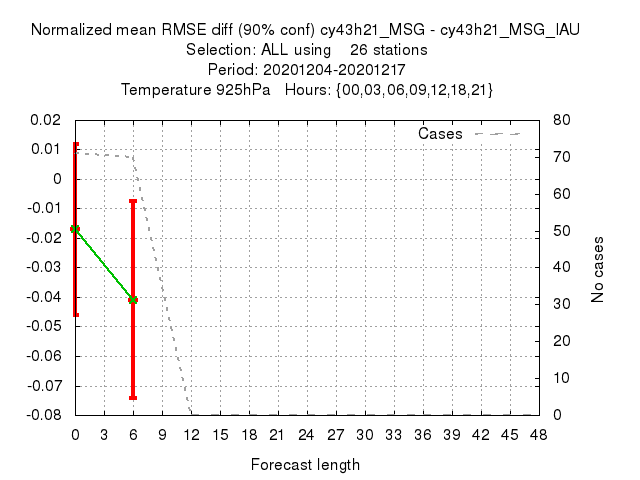 Normalized mean RMSE diff (90% conf) cy43h21_MSG - cy43h21_MSG_IAU
Selection: ALL using    26 stations
Period: 20201204-20201217
Temperature 925hPa   Hours: {00,03,06,09,12,18,21}
Cases
0.02
0.01
0
-0.01
-0.02
-0.03
-0.04
-0.05
-0.06
-0.07
-0.08
80
70
60
50
40
30
20
10
0
No cases
0 3 6 9 12 15 18 21 24 27 30 33 36 39 42 45 48
Forecast length